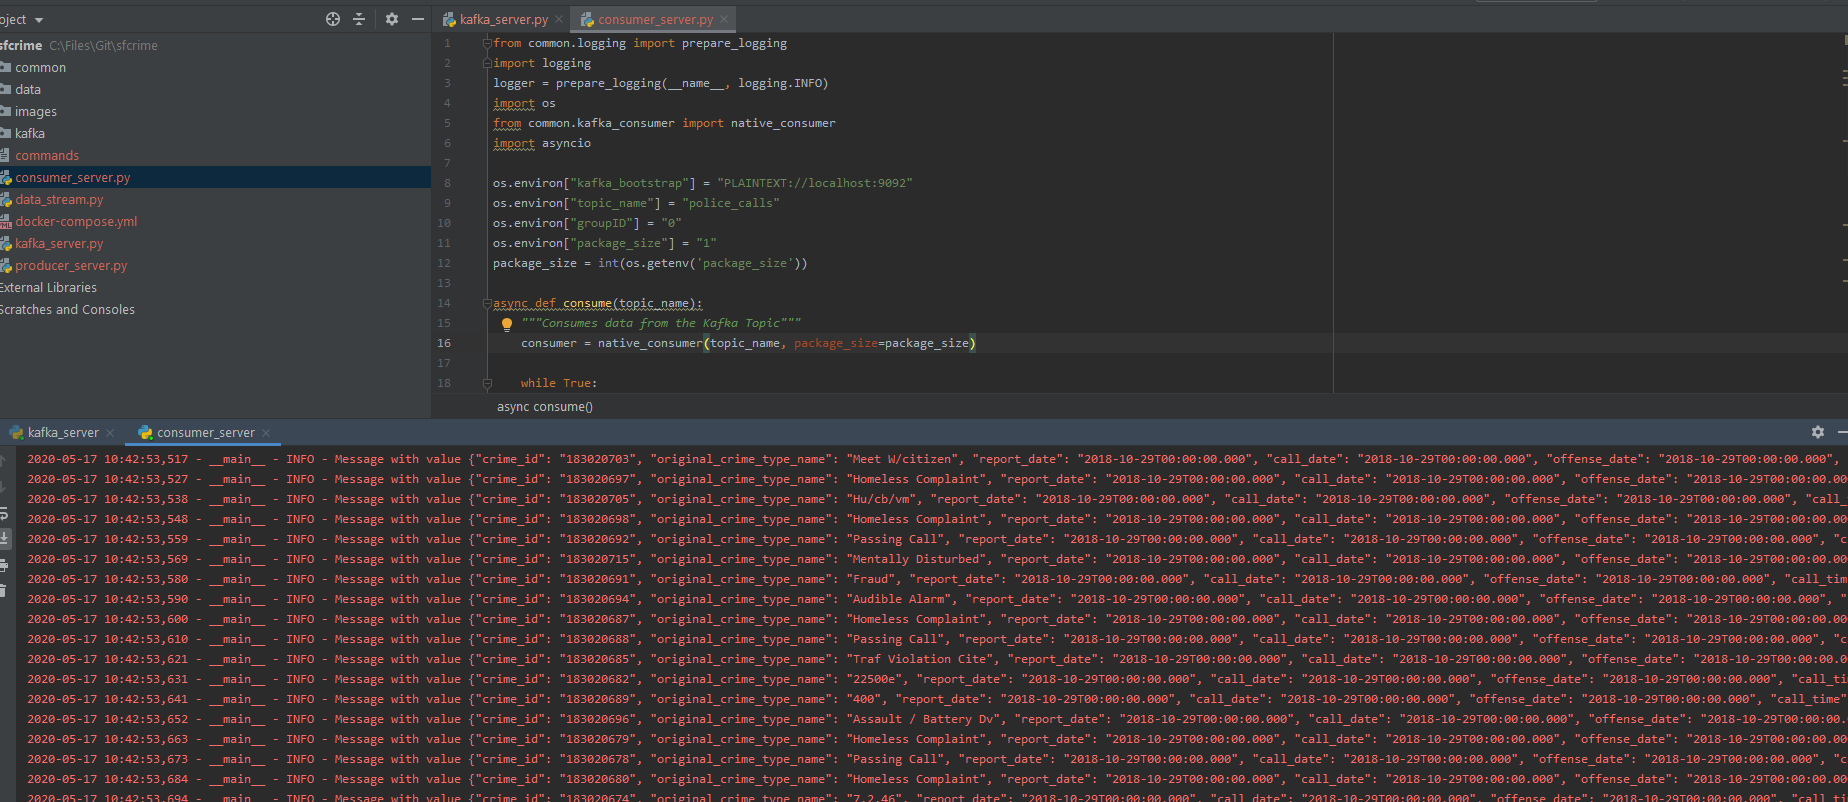 oject
sfcrime C:\Files\Git\sfcrime
common
data
images
kafka
commands
consumer_server.py
data_stream.py
docker-compose.yml
kafka_server.py
producer_server.py
External Libraries
Scratches and Consoles
kafka_server.py consumer_server.py
1 from common.logging import prepare_logging
2 import logging
3 logger = prepare_logging(__name__, logging.INFO)
4 import os
5 from common.kafka_consumer import native_consumer
6 import asyncio
7
8 os.environ["kafka_bootstrap"] = "PLAINTEXT://localhost:9092"
9 os.environ["topic_name"] = "police_calls"
10 os.environ["groupID"] = "0"
11 os.environ["package_size"] = "1"
12 package_size = int(os.getenv('package_size'))
13
14 async def consume(topic_name):
15 """Consumes data from the Kafka Topic"""
16 consumer = native_consumer(topic_name, package_size=package_size)
17
18 while True:
async consume()
kafka_server consumer_server
2020-05-17 10:42:53,517 - __main__ - INFO - Message with value {"crime_id": "183020703", "original_crime_type_name": "Meet W/citizen", "report_date": "2018-10-29T00:00:00.000", "call_date": "2018-10-29T00:00:00.000", "offense_date": "2018-10-29T00:00:00.000",
2020-05-17 10:42:53,527 - __main__ - INFO - Message with value {"crime_id": "183020697", "original_crime_type_name": "Homeless Complaint", "report_date": "2018-10-29T00:00:00.000", "call_date": "2018-10-29T00:00:00.000", "offense_date": "2018-10-29T00:00:00.0
2020-05-17 10:42:53,538 - __main__ - INFO - Message with value {"crime_id": "183020705", "original_crime_type_name": "Hu/cb/vm", "report_date": "2018-10-29T00:00:00.000", "call_date": "2018-10-29T00:00:00.000", "offense_date": "2018-10-29T00:00:00.000", "call_
2020-05-17 10:42:53,548 - __main__ - INFO - Message with value {"crime_id": "183020698", "original_crime_type_name": "Homeless Complaint", "report_date": "2018-10-29T00:00:00.000", "call_date": "2018-10-29T00:00:00.000", "offense_date": "2018-10-29T00:00:00.0
2020-05-17 10:42:53,559 - __main__ - INFO - Message with value {"crime_id": "183020692", "original_crime_type_name": "Passing Call", "report_date": "2018-10-29T00:00:00.000", "call_date": "2018-10-29T00:00:00.000", "offense_date": "2018-10-29T00:00:00.000", "c
2020-05-17 10:42:53,569 - __main__ - INFO - Message with value {"crime_id": "183020715", "original_crime_type_name": "Mentally Disturbed", "report_date": "2018-10-29T00:00:00.000", "call_date": "2018-10-29T00:00:00.000", "offense_date": "2018-10-29T00:00:00.0
2020-05-17 10:42:53,580 - __main__ - INFO - Message with value {"crime_id": "183020691", "original_crime_type_name": "Fraud", "report_date": "2018-10-29T00:00:00.000", "call_date": "2018-10-29T00:00:00.000", "offense_date": "2018-10-29T00:00:00.000", "call_tim
2020-05-17 10:42:53,590 - __main__ - INFO - Message with value {"crime_id": "183020694", "original_crime_type_name": "Audible Alarm", "report_date": "2018-10-29T00:00:00.000", "call_date": "2018-10-29T00:00:00.000", "offense_date": "2018-10-29T00:00:00.000", "
2020-05-17 10:42:53,600 - __main__ - INFO - Message with value {"crime_id": "183020687", "original_crime_type_name": "Homeless Complaint", "report_date": "2018-10-29T00:00:00.000", "call_date": "2018-10-29T00:00:00.000", "offense_date": "2018-10-29T00:00:00.0
2020-05-17 10:42:53,610 - __main__ - INFO - Message with value {"crime_id": "183020688", "original_crime_type_name": "Passing Call", "report_date": "2018-10-29T00:00:00.000", "call_date": "2018-10-29T00:00:00.000", "offense_date": "2018-10-29T00:00:00.000", "c
2020-05-17 10:42:53,621 - __main__ - INFO - Message with value {"crime_id": "183020685", "original_crime_type_name": "Traf Violation Cite", "report_date": "2018-10-29T00:00:00.000", "call_date": "2018-10-29T00:00:00.000", "offense_date": "2018-10-29T00:00:00.
2020-05-17 10:42:53,631 - __main__ - INFO - Message with value {"crime_id": "183020682", "original_crime_type_name": "22500e", "report_date": "2018-10-29T00:00:00.000", "call_date": "2018-10-29T00:00:00.000", "offense_date": "2018-10-29T00:00:00.000", "call_ti
2020-05-17 10:42:53,641 - __main__ - INFO - Message with value {"crime_id": "183020689", "original_crime_type_name": "400", "report_date": "2018-10-29T00:00:00.000", "call_date": "2018-10-29T00:00:00.000", "offense_date": "2018-10-29T00:00:00.000", "call_time"
2020-05-17 10:42:53,652 - __main__ - INFO - Message with value {"crime_id": "183020696", "original_crime_type_name": "Assault / Battery Dv", "report_date": "2018-10-29T00:00:00.000", "call_date": "2018-10-29T00:00:00.000", "offense_date": "2018-10-29T00:00:00
2020-05-17 10:42:53,663 - __main__ - INFO - Message with value {"crime_id": "183020679", "original_crime_type_name": "Homeless Complaint", "report_date": "2018-10-29T00:00:00.000", "call_date": "2018-10-29T00:00:00.000", "offense_date": "2018-10-29T00:00:00.0
2020-05-17 10:42:53,673 - __main__ - INFO - Message with value {"crime_id": "183020678", "original_crime_type_name": "Passing Call", "report_date": "2018-10-29T00:00:00.000", "call_date": "2018-10-29T00:00:00.000", "offense_date": "2018-10-29T00:00:00.000", "c
2020-05-17 10:42:53,684 - __main__ - INFO - Message with value {"crime_id": "183020680", "original_crime_type_name": "Homeless Complaint", "report_date": "2018-10-29T00:00:00.000", "call_date": "2018-10-29T00:00:00.000", "offense_date": "2018-10-29T00:00:00.0
2020-05-17 10:42:53,694 - __main__ - INFO - Message with value {"crime_id": "183020674", "original_crime_type_name": "7.2.46", "report_date": "2018-10-29T00:00:00.000", "call_date": "2018-10-29T00:00:00.000", "offense_date": "2018-10-29T00:00:00.000", "call_ti